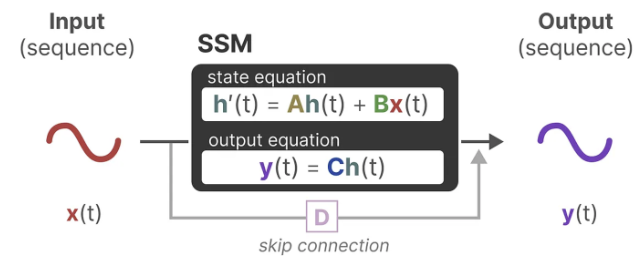 Input
(sequence)
SSM
Output
(sequence)
state equation
h′(t) = Ah(t) + Bx(t)
output equation
y(t) = Ch(t)
x(t)
D
y(t)
skip connection